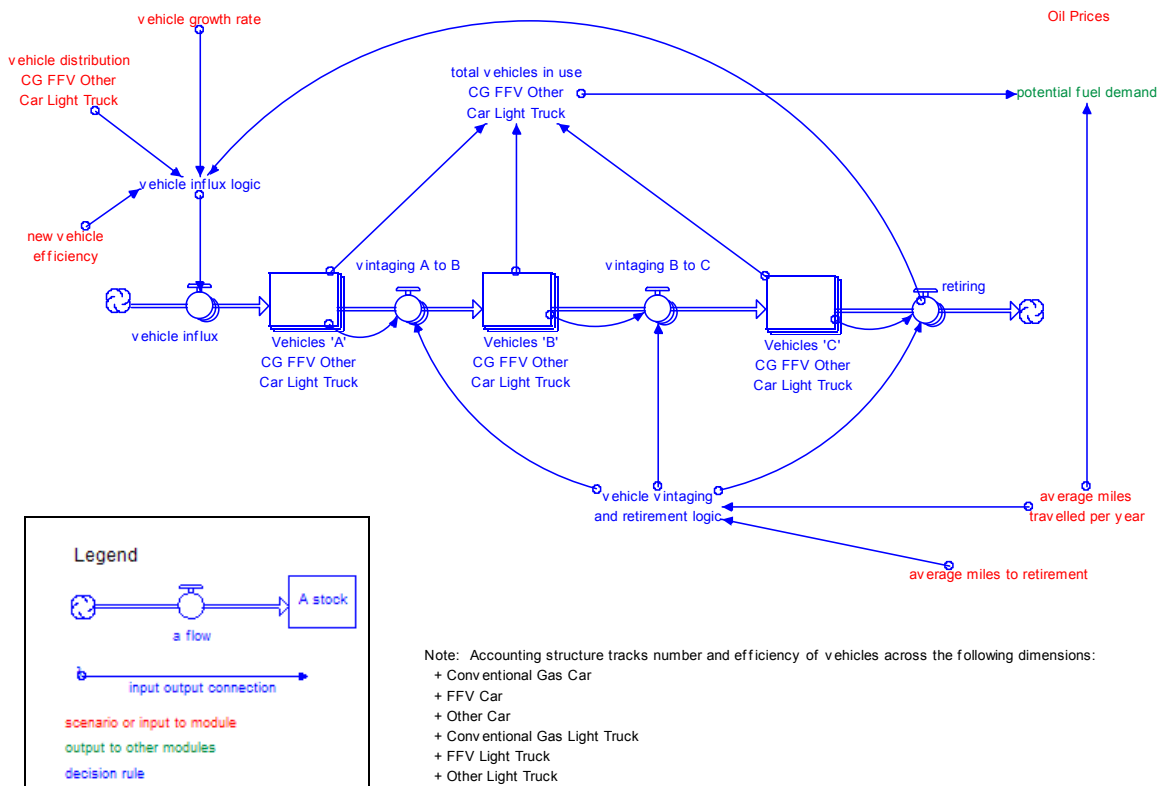 vehicle growth rate
Oil Prices
vehicle distribution
CG FFV Other
Car Light Truck
total vehicles in use
CG FFV Other
Car Light Truck
potential fuel demand
vehicle influx logic
new vehicle
efficiency
vintaging A to B
vintaging B to C
retiring
vehicle influx
Vehicles 'A'
CG FFV Other
Car Light Truck
Vehicles 'B'
CG FFV Other
Car Light Truck
Vehicles 'C'
CG FFV Other
Car Light Truck
vehicle vintaging
and retirement logic
average miles
travelled per year
average miles to retirement
Legend
A stock
a flow
input output connection
scenario or input to module
output to other modules
decision rule
Note: Accounting structure tracks number and efficiency of vehicles across the following dimensions:
+ Conventional Gas Car
+ FFV Car
+ Other Car
+ Conventional Gas Light Truck
+ FFV Light Truck
+ Other Light Truck